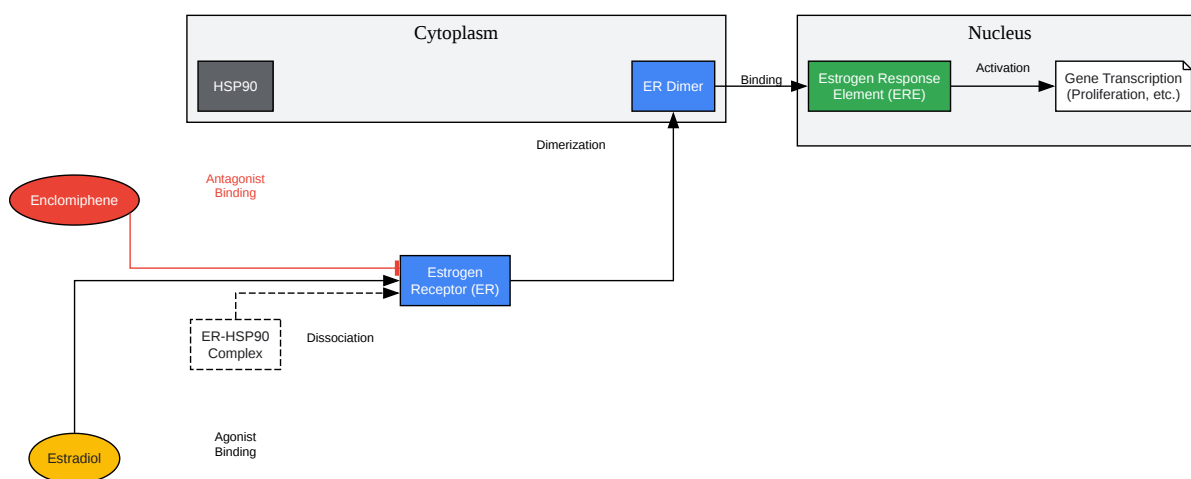 Cytoplasm
Nucleus
HSP90
ER Dimer
Binding
Estrogen Response
Element (ERE)
Activation
Gene Transcription
(Proliferation, etc.)
Dimerization
Antagonist
Binding
Enclomiphene
Estrogen
Receptor (ER)
ER-HSP90
Complex
Dissociation
Agonist
Binding
Estradiol